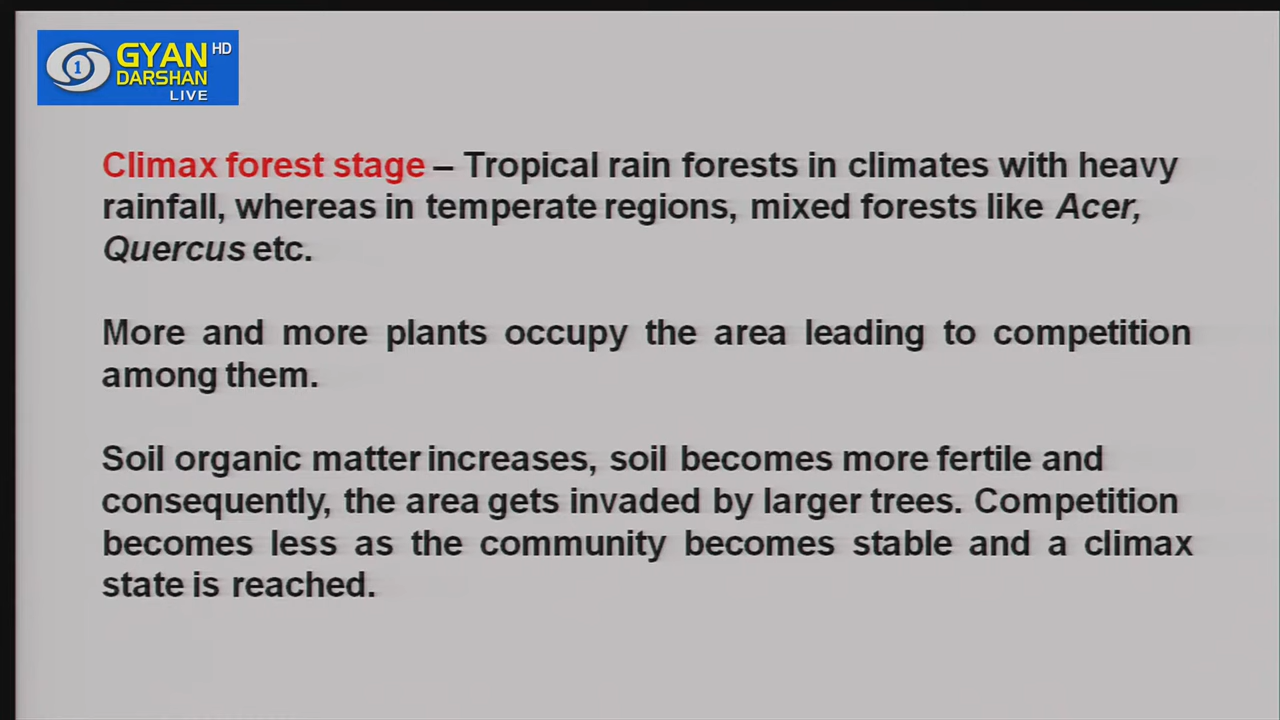 GYAN HD
DARSHAN
1
LIVE
Climax forest stage – Tropical rain forests in climates with heavy
rainfall, whereas in temperate regions, mixed forests like Acer,
Quercus etc.
More and more plants occupy the area leading to competition
among them.
Soil organic matter increases, soil becomes more fertile and
consequently, the area gets invaded by larger trees. Competition
becomes less as the community becomes stable and a climax
state is reached.